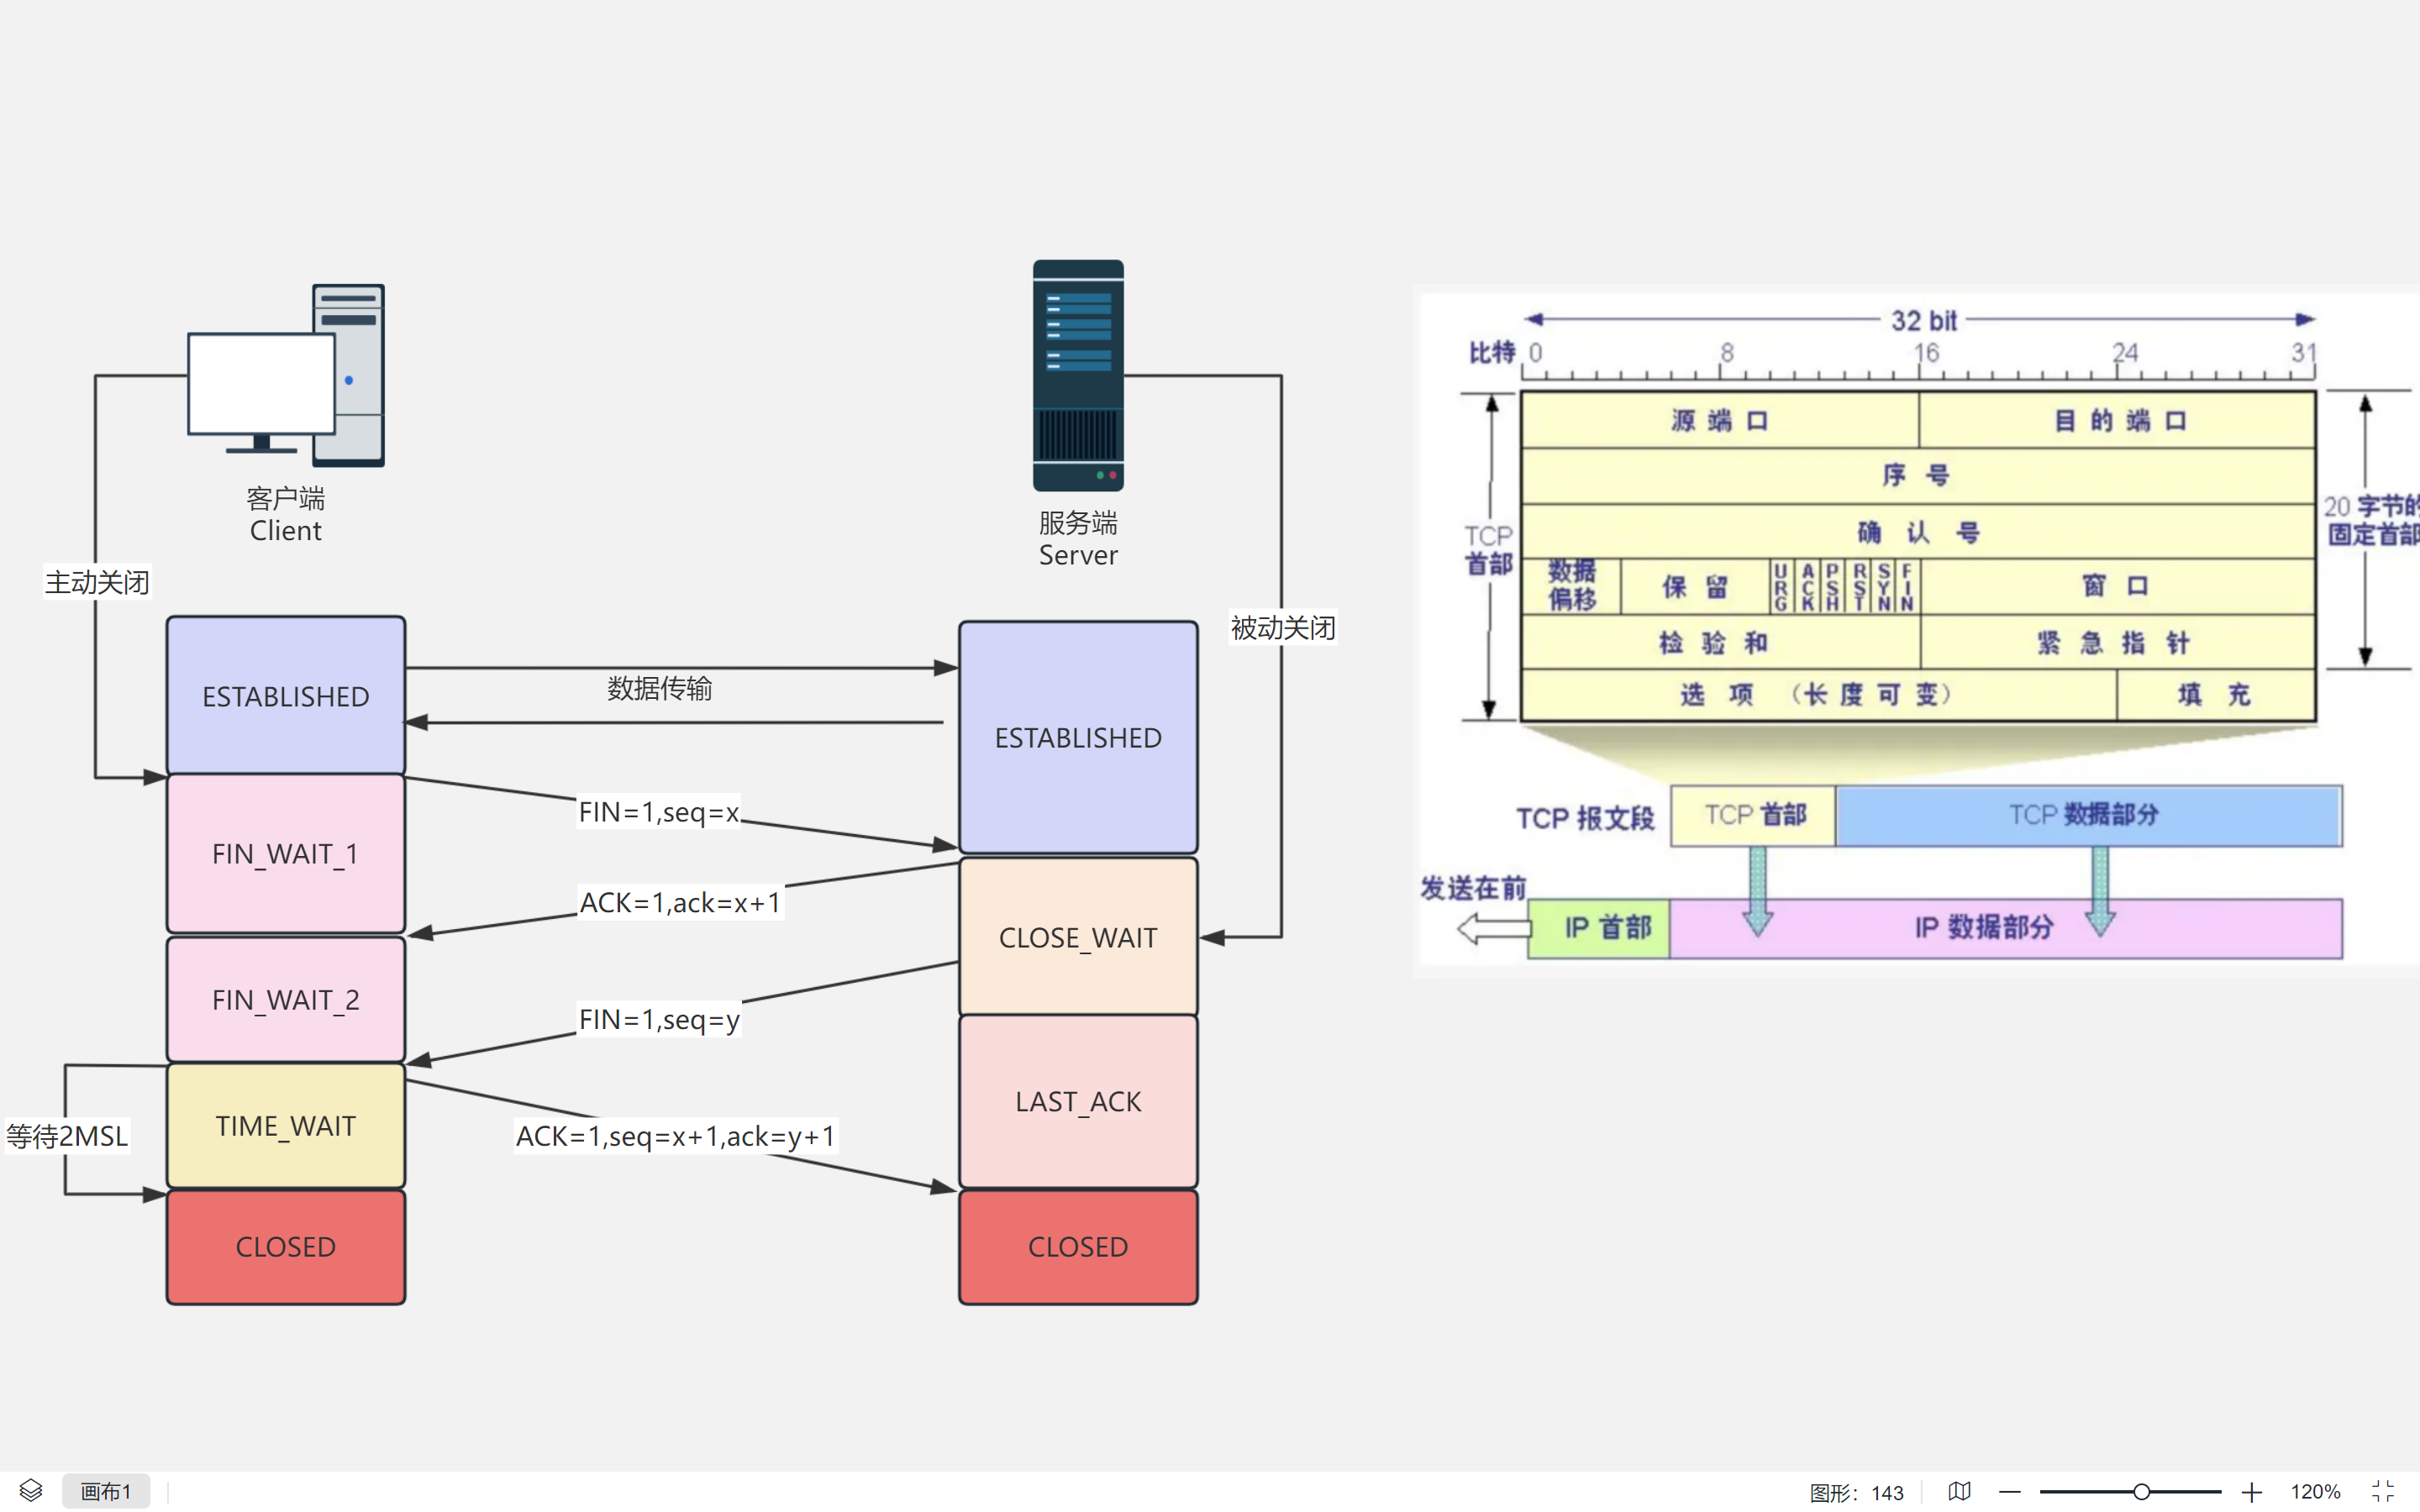 客户端
Client
服务端
Server
主动关闭
被动关闭
ESTABLISHED
数据传输
ESTABLISHED
FIN=1,seq=x
FIN_WAIT_1
ACK=1,ack=x+1
CLOSE_WAIT
FIN_WAIT_2
FIN=1,seq=y
LAST_ACK
TIME_WAIT
等待2MSL
ACK=1,seq=x+1,ack=y+1
CLOSED
CLOSED
32 bit
比特 0 8 16 24 31
源端口 目的端口
序号
确认号
TCP
首部
20 字节的
固定首部
数据
偏移
保留
URG
ACK
PSH
RST
SYN
FIN
窗口
检验和 紧急指针
选项（长度可变） 填充
TCP 报文段 TCP 首部 TCP 数据部分
发送在前
IP 首部 IP 数据部分
画布1 图形：143 120%